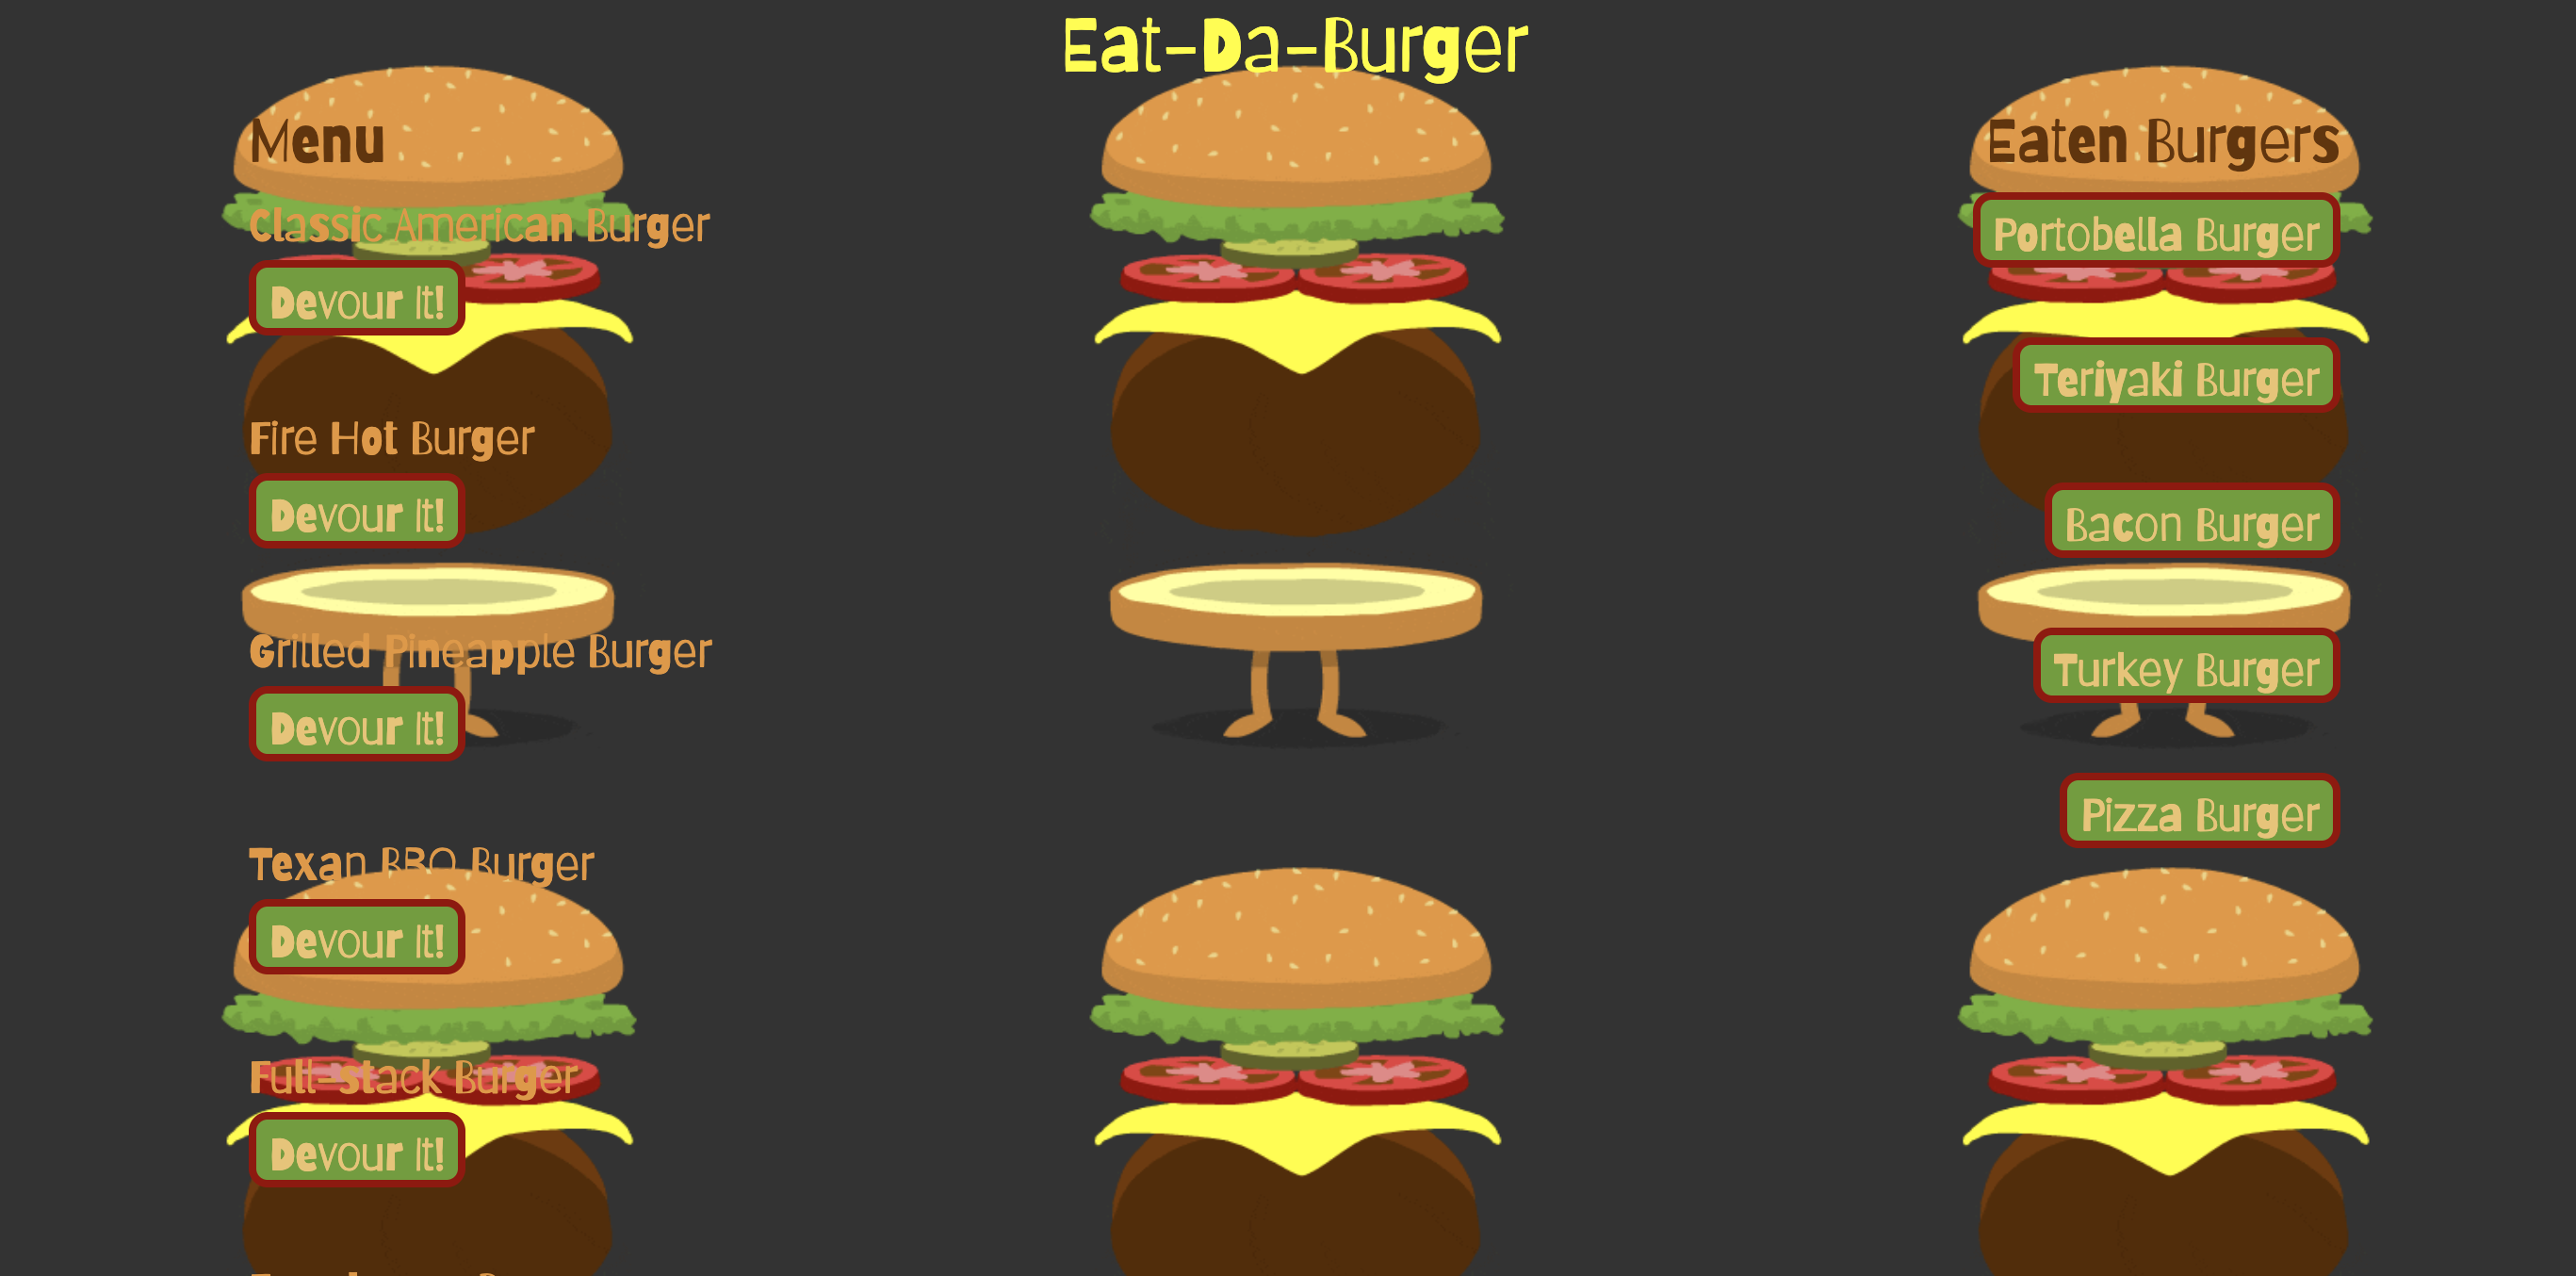 Eat-Da-Burger
Menu
Classic American Burger
Devour It!
Fire Hot Burger
Devour It!
Grilled Pineapple Burger
Devour It!
Texan BBQ Burger
Devour It!
Full-stack Burger
Devour It!
Eaten Burgers
Portobella Burger
Teriyaki Burger
Bacon Burger
Turkey Burger
Pizza Burger